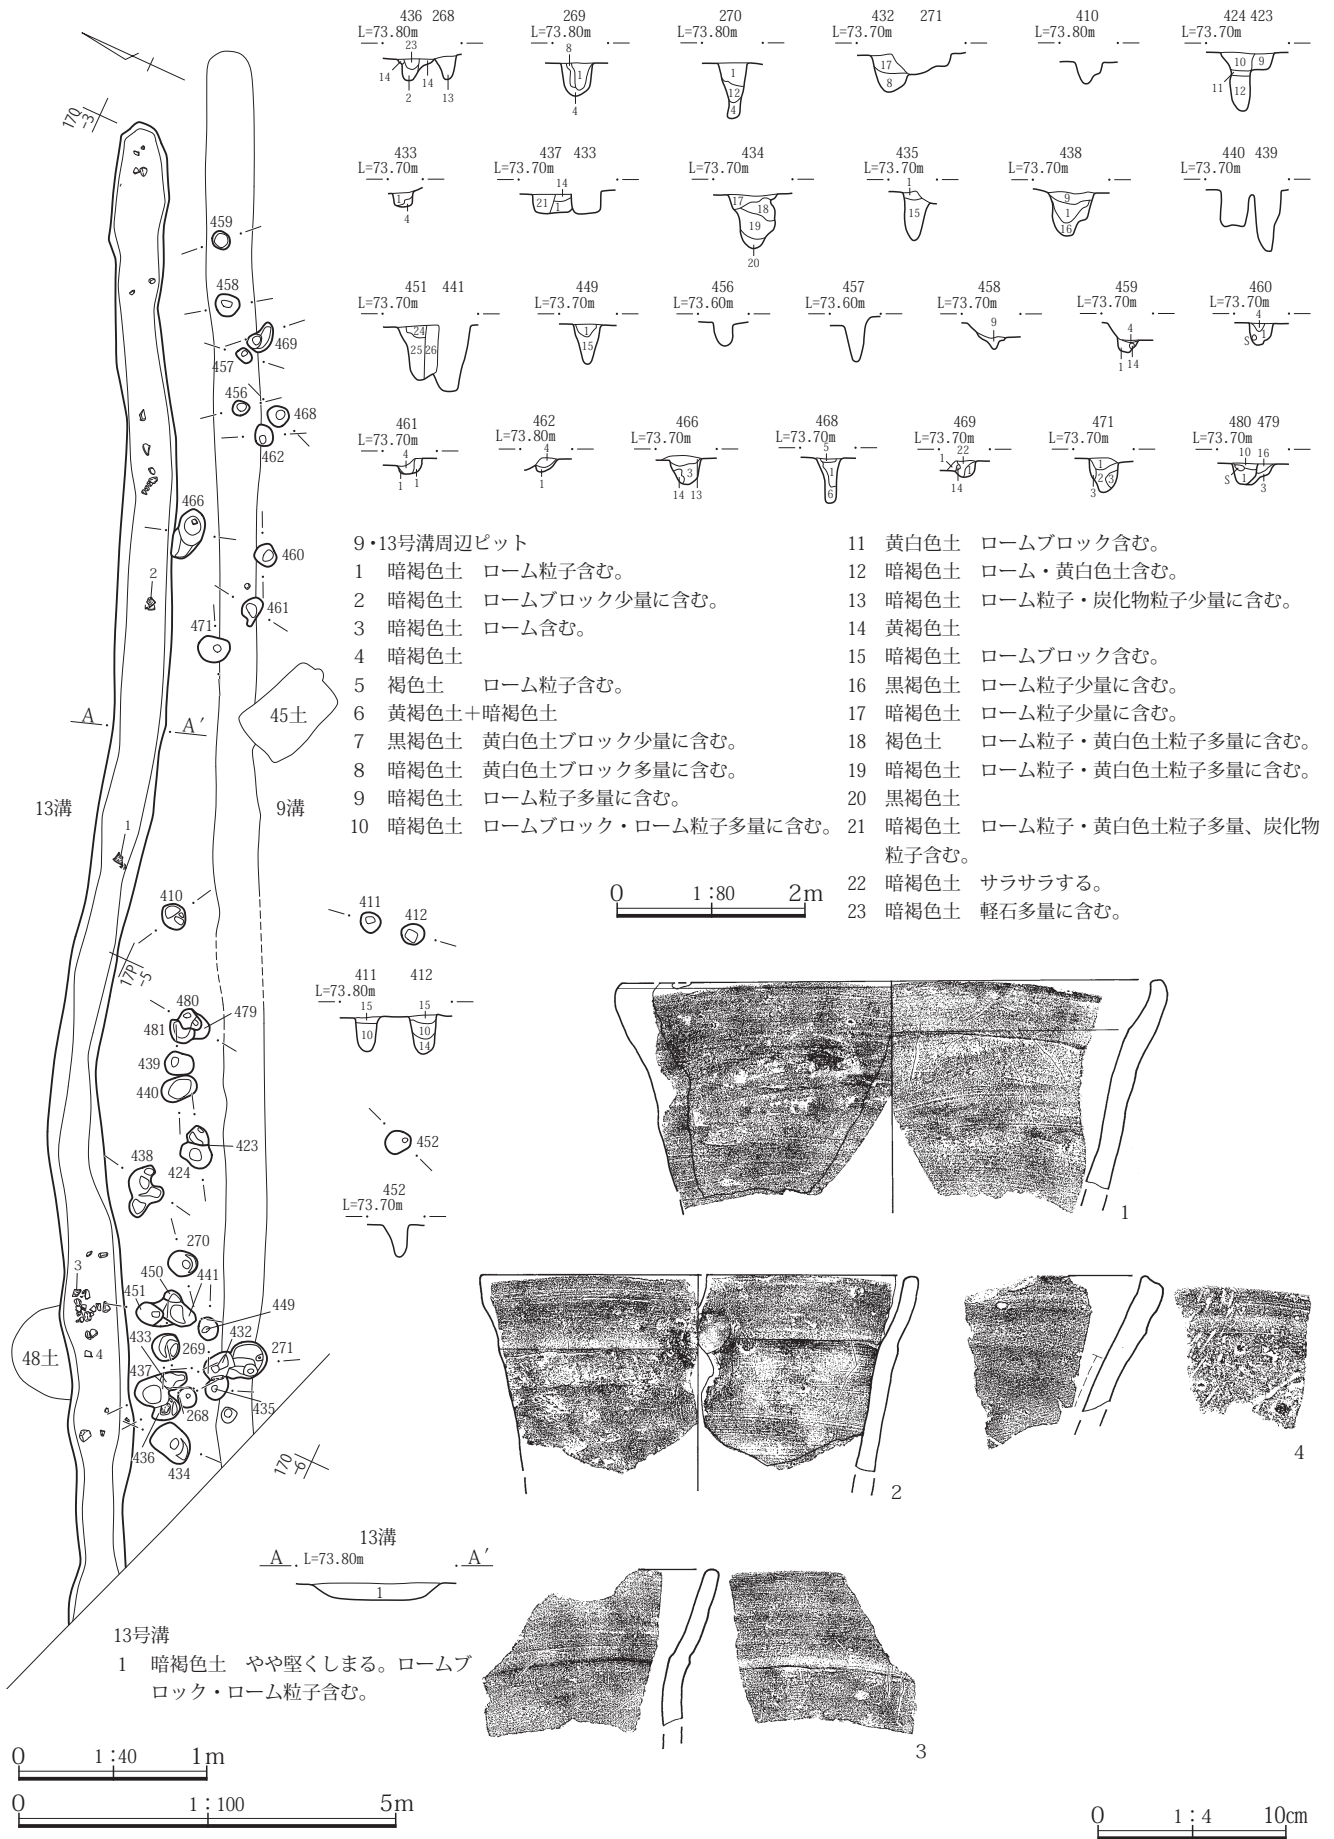 436 268
L=73.80m
23
14
2
14
13
269
L=73.80m
8
1
4
270
L=73.80m
1
12
4
432 271
L=73.70m
17
8
410
L=73.80m
424 423
L=73.70m
10 9
11
12
433
L=73.70m
1
4
437 433
L=73.70m
14
21
1
434
L=73.70m
17
18
19
20
435
L=73.70m
1
15
438
L=73.70m
9
1
16
440 439
L=73.70m
451 441
L=73.70m
24
25 26
449
L=73.70m
1
15
456
L=73.60m
457
L=73.60m
458
L=73.70m
9
459
L=73.70m
4
1 14
460
L=73.70m
4
1
S
461
L=73.70m
4
1 1
462
L=73.80m
4
1
466
L=73.70m
3
14 13
468
L=73.70m
5
1
6
469
L=73.70m
22
1
1
14
471
L=73.70m
1
2
3
3
480 479
L=73.70m
10 16
S
1
3
9・13号溝周辺ピット
1 暗褐色土 ローム粒子含む。
2 暗褐色土 ロームブロック少量に含む。
3 暗褐色土 ローム含む。
4 暗褐色土
5 褐色土 ローム粒子含む。
6 黄褐色土＋暗褐色土
7 黒褐色土 黄白色土ブロック少量に含む。
8 暗褐色土 黄白色土ブロック多量に含む。
9 暗褐色土 ローム粒子多量に含む。
10 暗褐色土 ロームブロック・ローム粒子多量に含む。
11 黄白色土 ロームブロック含む。
12 暗褐色土 ローム・黄白色土含む。
13 暗褐色土 ローム粒子・炭化物粒子少量に含む。
14 黄褐色土
15 暗褐色土 ロームブロック含む。
16 黒褐色土 ローム粒子少量に含む。
17 暗褐色土 ローム粒子少量に含む。
18 褐色土 ローム粒子・黄白色土粒子多量に含む。
19 暗褐色土 ローム粒子・黄白色土粒子多量に含む。
20 黒褐色土
21 暗褐色土 ローム粒子・黄白色土粒子多量、炭化物
粒子含む。
22 暗褐色土 サラサラする。
23 暗褐色土 軽石多量に含む。
0 1:80 2m
170
-3
459
458
469
457
456
468
462
466
460
2
461
471
A A′
45土
13溝
9溝
1
410
17P
-5
480
479
481
439
440
423
438
424
270
3
450
441
451
449
433
432
269
271
48土
4
437
268
435
436
434
170
-6
411
412
411 412
L=73.80m
15 15
10
10
14
452
452
L=73.70m
1
2
3
4
13溝
A L=73.80m A′
1
13号溝
1 暗褐色土 やや堅くしまる。ロームブ
ロック・ローム粒子含む。
0 1:40 1m
0 1:100 5m
0 1:4 10cm